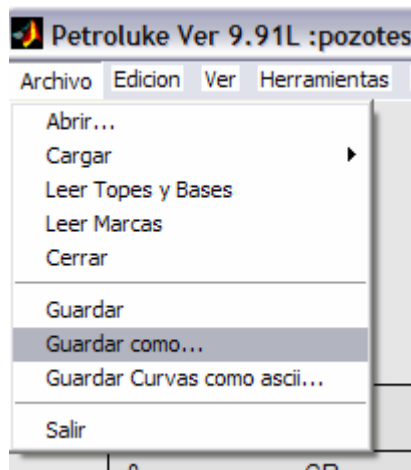 Petroluke Ver 9.91L :pozotes
Archivo Edicion Ver Herramientas
Abrir...
Cargar
Leer Topes y Bases
Leer Marcas
Cerrar
Guardar
Guardar como...
Guardar Curvas como ascii...
Salir